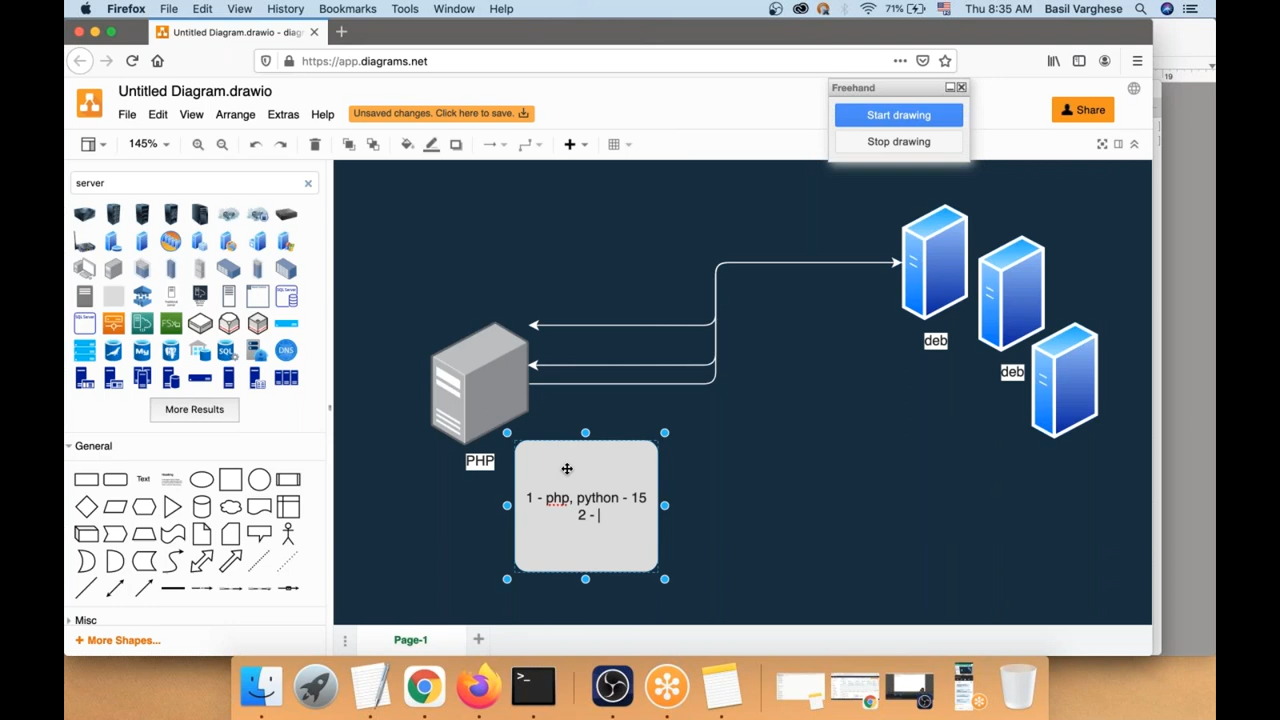 Firefox File Edit View History Bookmarks Tools Window Help
71% Thu 8:35 AM Basil Varghese
Untitled Diagram.drawio - diag
https://app.diagrams.net
19
Untitled Diagram.drawio
File Edit View Arrange Extras Help
Unsaved changes. Click here to save.
Freehand
Start drawing
Stop drawing
Share
145%
server
More Results
General
Text
Heading
Misc
+ More Shapes...
deb
deb
PHP
1 - php, python - 15
2 -
Page-1